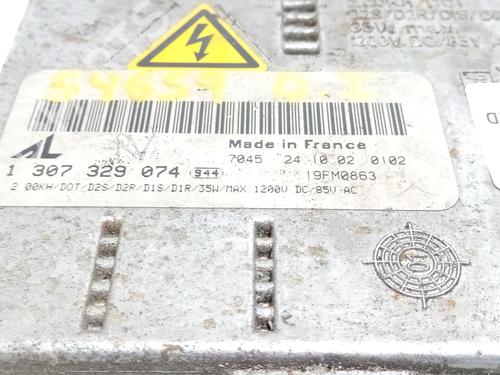 35W max.
1200V DC/85V
AL
Made in France
7045 24 10 02 0102
1 307 329 074 944
19FM0863
2 00KH/DOT/D2S/D2R/D1S/D1R/35W/MAX 1200V DC/85V AC